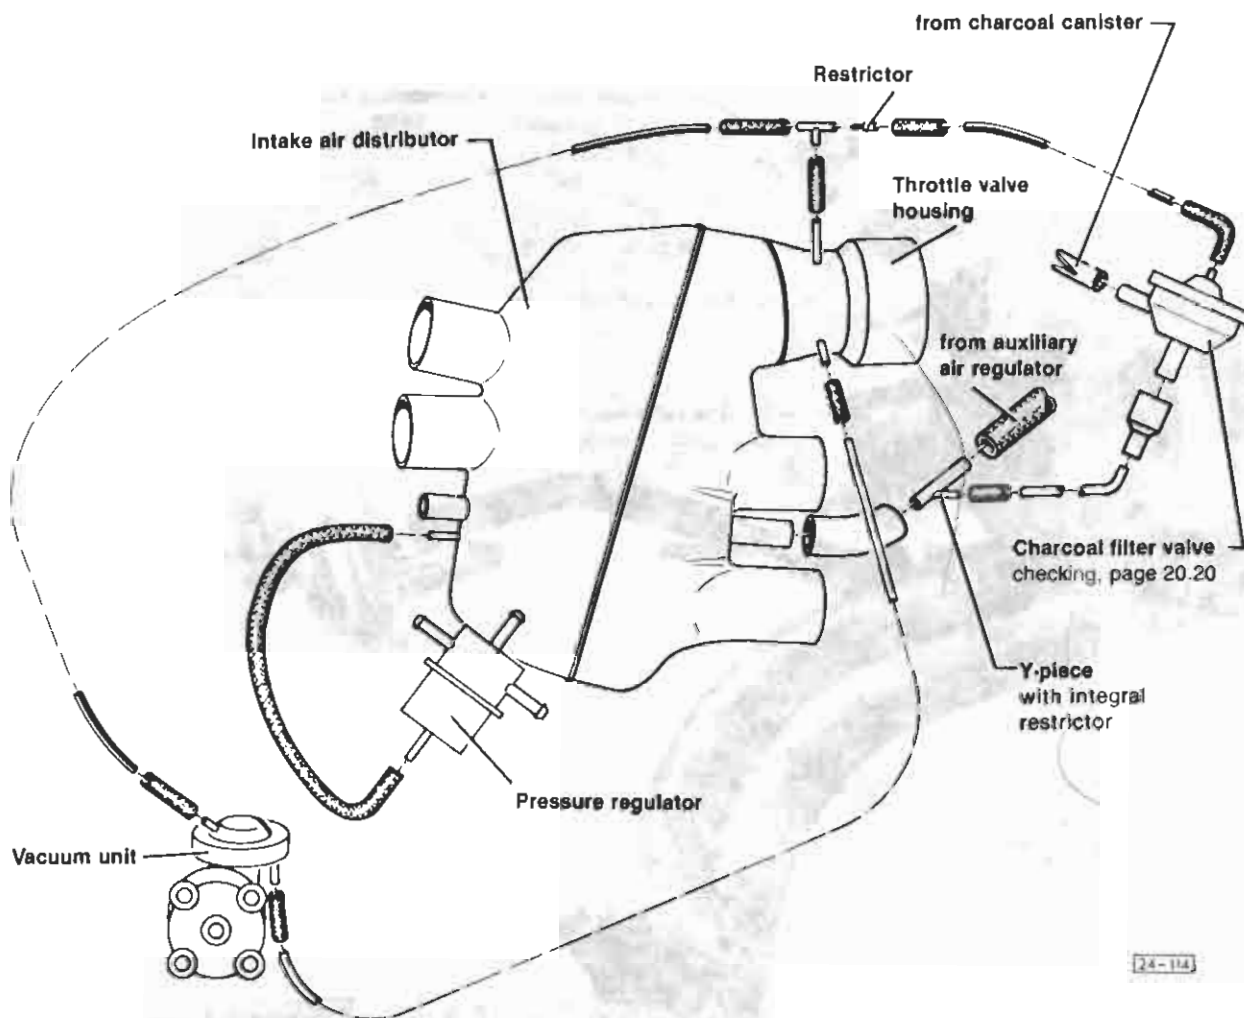 from charcoal canister
Restrictor
Intake air distributor
Throttle valve
housing
from auxiliary
air regulator
Charcoal filter valve
checking, page 20.20
Y-piece
with integral
restrictor
Pressure regulator
Vacuum unit
24-114